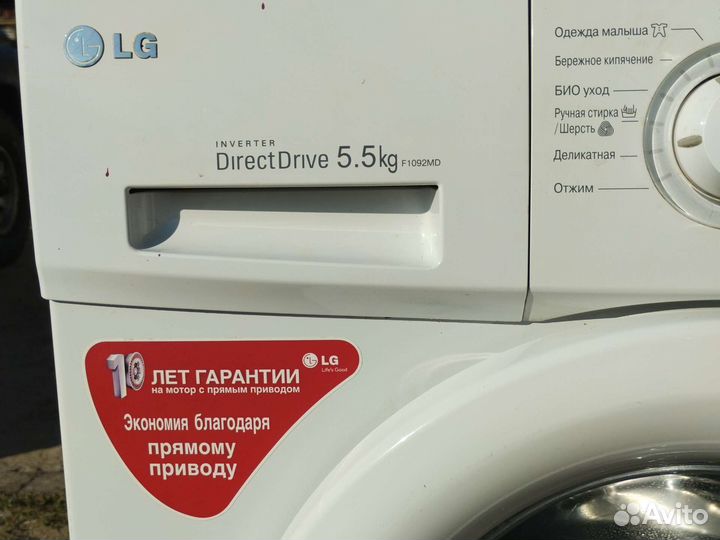 LG
INVERTER
DirectDrive 5.5kg F1092MD
Одежда малыша
Бережное кипячение
БИО уход
Ручная стирка
/Шерсть
Деликатная
Отжим
10 ЛЕТ ГАРАНТИИ
на мотор с прямым приводом
LG
Life's Good
Экономия благодаря
прямому
приводу
Avito